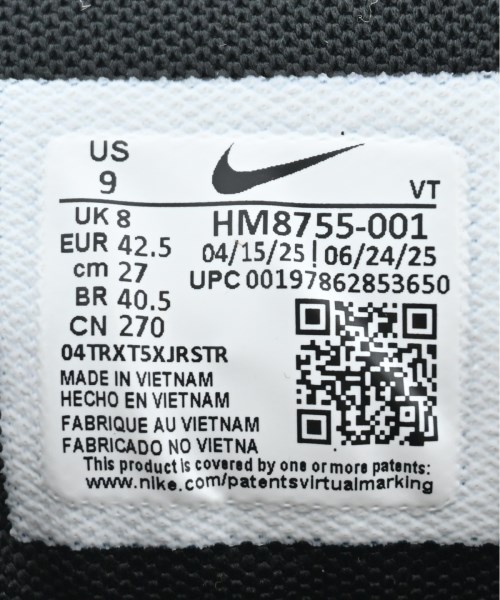 US
9
VT
UK 8
HM8755-001
EUR 42.5
04/15/25 | 06/24/25
cm 27
UPC 00197862853650
BR 40.5
CN 270
04TRXT5XJRSTR
MADE IN VIETNAM
HECHO EN VIETNAM
FABRIQUE AU VIETNAM
FABRICADO NO VIETNA
This product is covered by one or more patents:
www.nike.com/patentsvirtualmarking